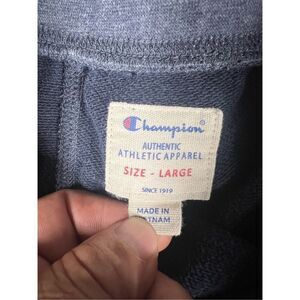 Champion®
AUTHENTIC
ATHLETIC APPAREL
SIZE - LARGE
SINCE 1919
MADE IN